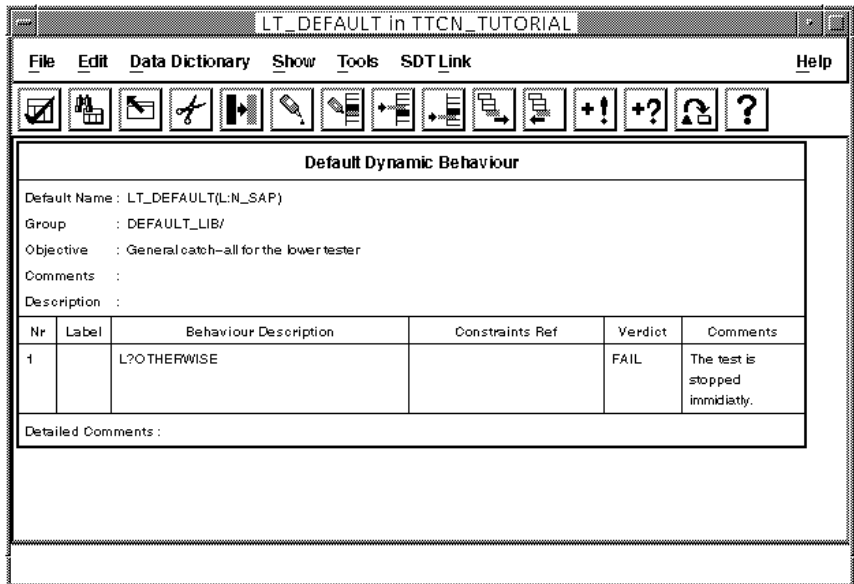 LT_DEFAULT in TTCN_TUTORIAL
File Edit Data Dictionary Show Tools SDT Link Help
+! +? ?
Default Dynamic Behaviour
Default Name : LT_DEFAULT(L:N_SAP)
Group : DEFAULT_LIB/
Objective : General catch-all for the lower tester
Comments :
Description :
Nr Label Behaviour Description Constraints Ref Verdict Comments
1 L?OTHERWISE FAIL The test is
stopped
immidiatly.
Detailed Comments :